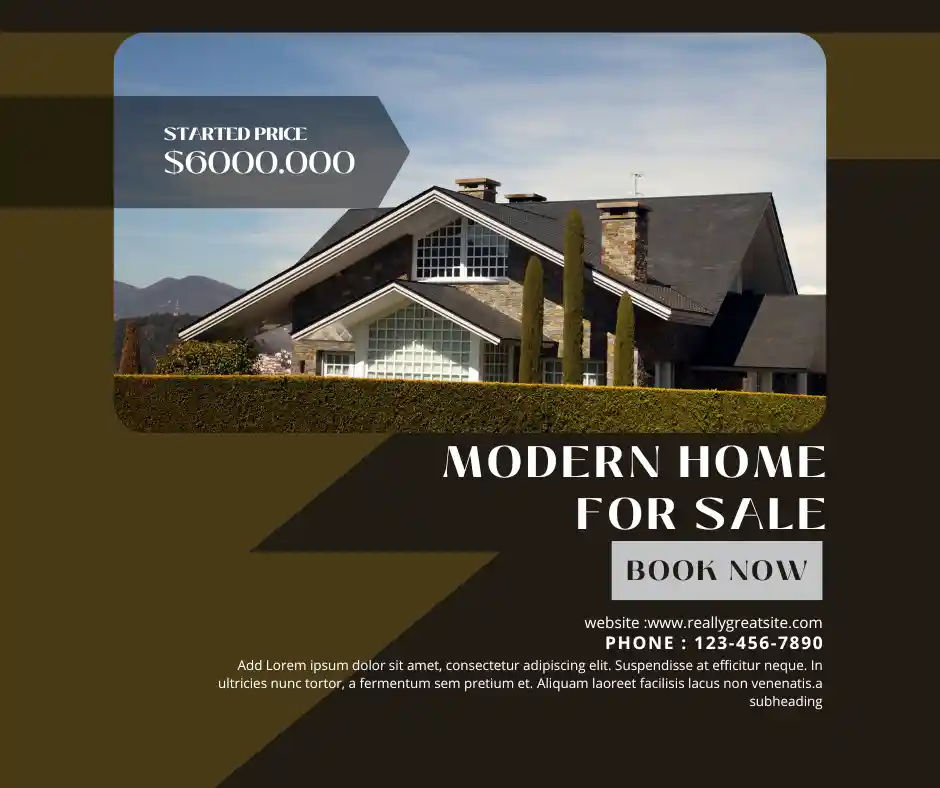 STARTED PRICE
$6000.000
MODERN HOME
FOR SALE
BOOK NOW
website :www.reallygreatsite.com
PHONE : 123-456-7890
Add Lorem ipsum dolor sit amet, consectetur adipiscing elit. Suspendisse at efficitur neque. In
ultricies nunc tortor, a fermentum sem pretium et. Aliquam laoreet facilisis lacus non venenatis.a
subheading